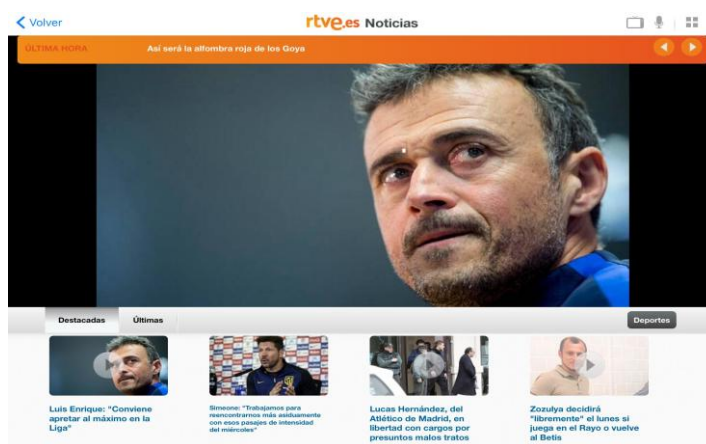 Volver
rtve.es Noticias
ÚLTIMA HORA
Así será la alfombra roja de los Goya
Destacadas
Últimas
Deportes
Luis Enrique: "Conviene
apretar al máximo en la
Liga"
Simeone: "Trabajamos para
reencontrarnos más asiduamente
con esos pasajes de intensidad
del miércoles"
Lucas Hernández, del
Atlético de Madrid, en
libertad con cargos por
presuntos malos tratos
Zozulya decidirá
"libremente" el lunes si
juega en el Rayo o vuelve
al Betis